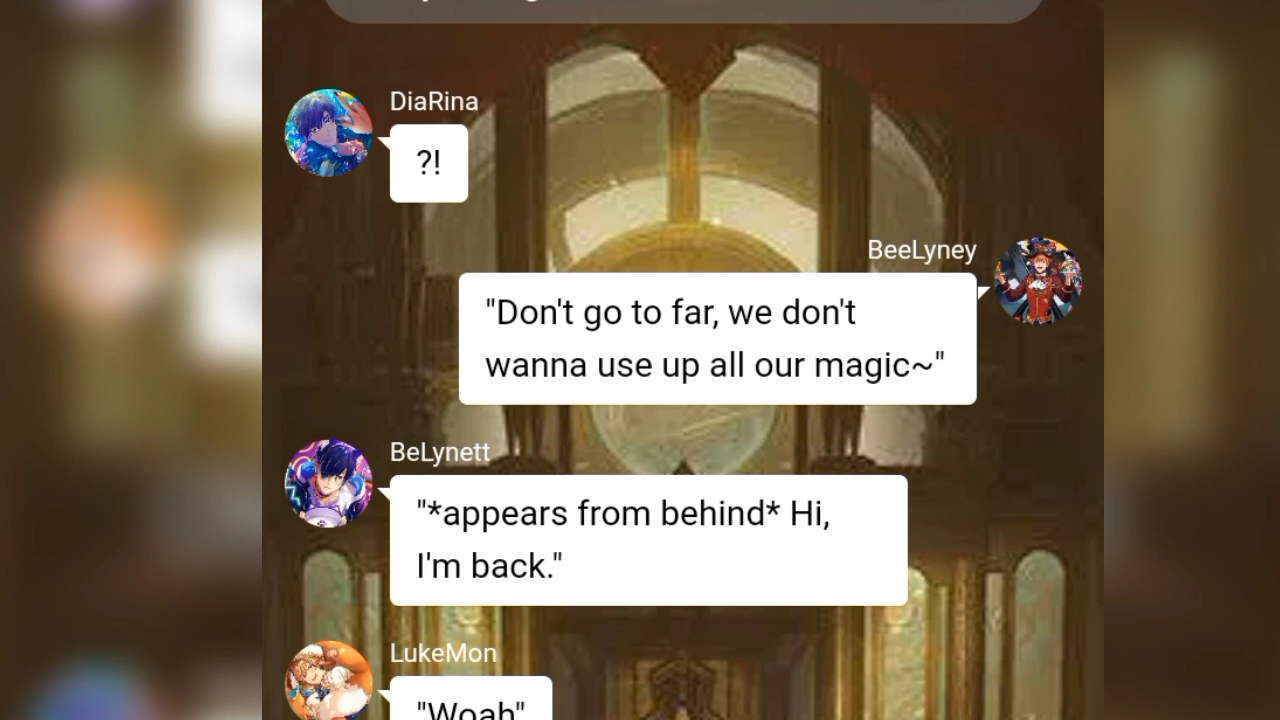 DiaRina
?!
BeeLyney
"Don't go to far, we don't
wanna use up all our magic~"
BeLynett
"*appears from behind* Hi,
I'm back."
LukeMon
"Woah"